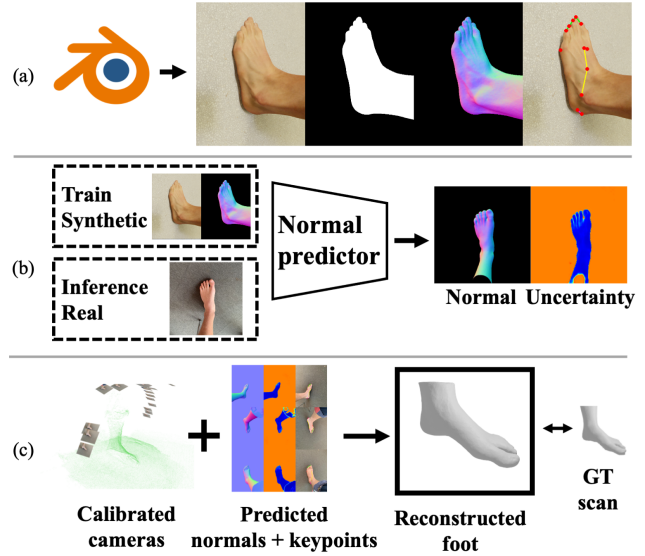 (a)
(b)
Train
Synthetic
Inference
Real
Normal
predictor
Normal
Uncertainty
(c)
Calibrated
cameras
Predicted
normals + keypoints
Reconstructed
foot
GT
scan